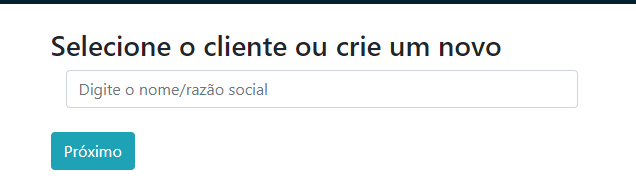 Selecione o cliente ou crie um novo
Digite o nome/razão social
Próximo